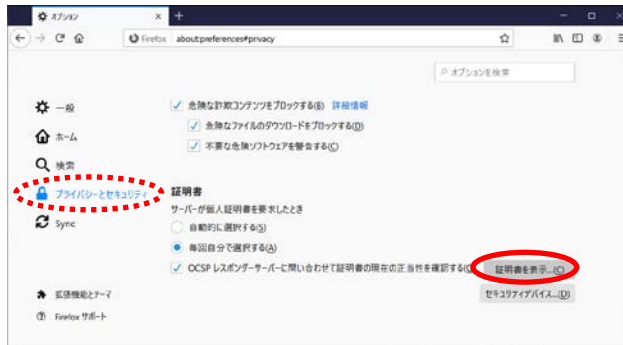 オプション
Firefox about:preferences#privacy
オプションを検索
危険な詐欺コンテンツをブロックする(B) 詳細情報
危険なファイルのダウンロードをブロックする(D)
不要な危険ソフトウェアを警告する(C)
一般
ホーム
検索
プライバシーとセキュリティ
Sync
拡張機能とテーマ
Firefox サポート
証明書
サーバーが個人証明書を要求したとき
自動的に選択する(S)
毎回自分で選択する(A)
OCSP レスポンダーサーバーに問い合わせて証明書の現在の正当性を確認する(Q 証明書を表示...(C)
セキュリティデバイス...(D)